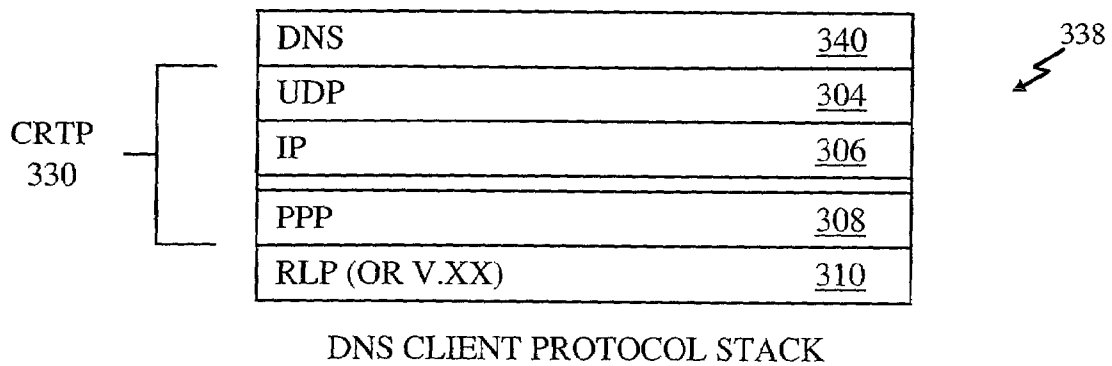 DNS 340
338
UDP 304
CRTP
330
IP 306
PPP 308
RLP (OR V.XX) 310
DNS CLIENT PROTOCOL STACK